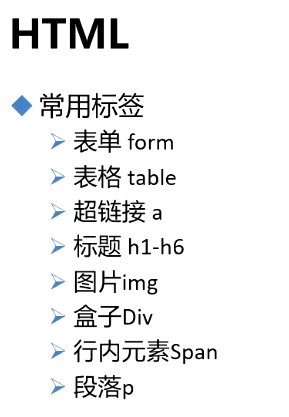 HTML
常用标签
表单 form
表格 table
超链接 a
标题 h1-h6
图片img
盒子Div
行内元素Span
段落p